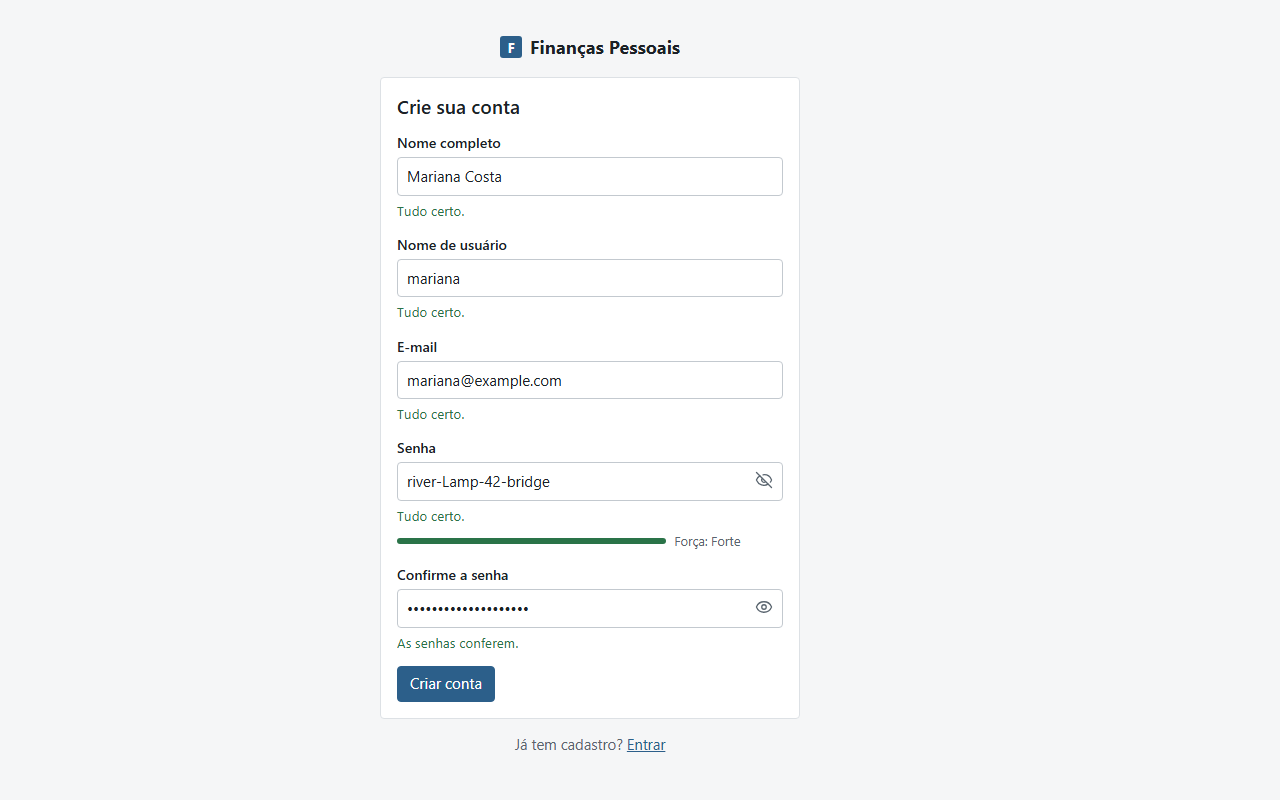 F Finanças Pessoais
Crie sua conta
Nome completo
Mariana Costa
Tudo certo.
Nome de usuário
mariana
Tudo certo.
E-mail
mariana@example.com
Tudo certo.
Senha
river-Lamp-42-bridge
Tudo certo.
Força: Forte
Confirme a senha
••••••••••••••••••••
As senhas conferem.
Criar conta
Já tem cadastro? Entrar